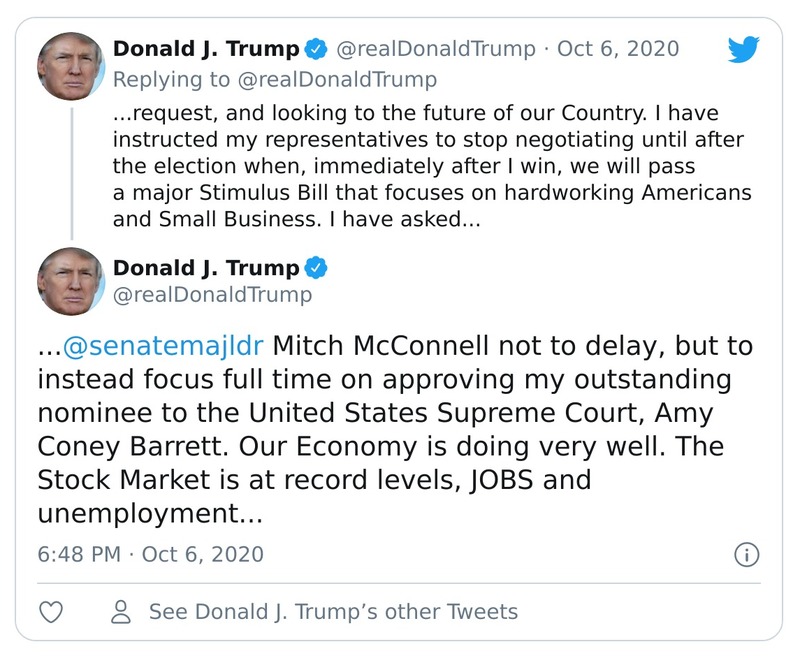 Donald J. Trump @realDonaldTrump · Oct 6, 2020
Replying to @realDonaldTrump
...request, and looking to the future of our Country. I have
instructed my representatives to stop negotiating until after
the election when, immediately after I win, we will pass
a major Stimulus Bill that focuses on hardworking Americans
and Small Business. I have asked...
Donald J. Trump
@realDonaldTrump
...@senatemajldr Mitch McConnell not to delay, but to
instead focus full time on approving my outstanding
nominee to the United States Supreme Court, Amy
Coney Barrett. Our Economy is doing very well. The
Stock Market is at record levels, JOBS and
unemployment...
6:48 PM · Oct 6, 2020
See Donald J. Trump’s other Tweets